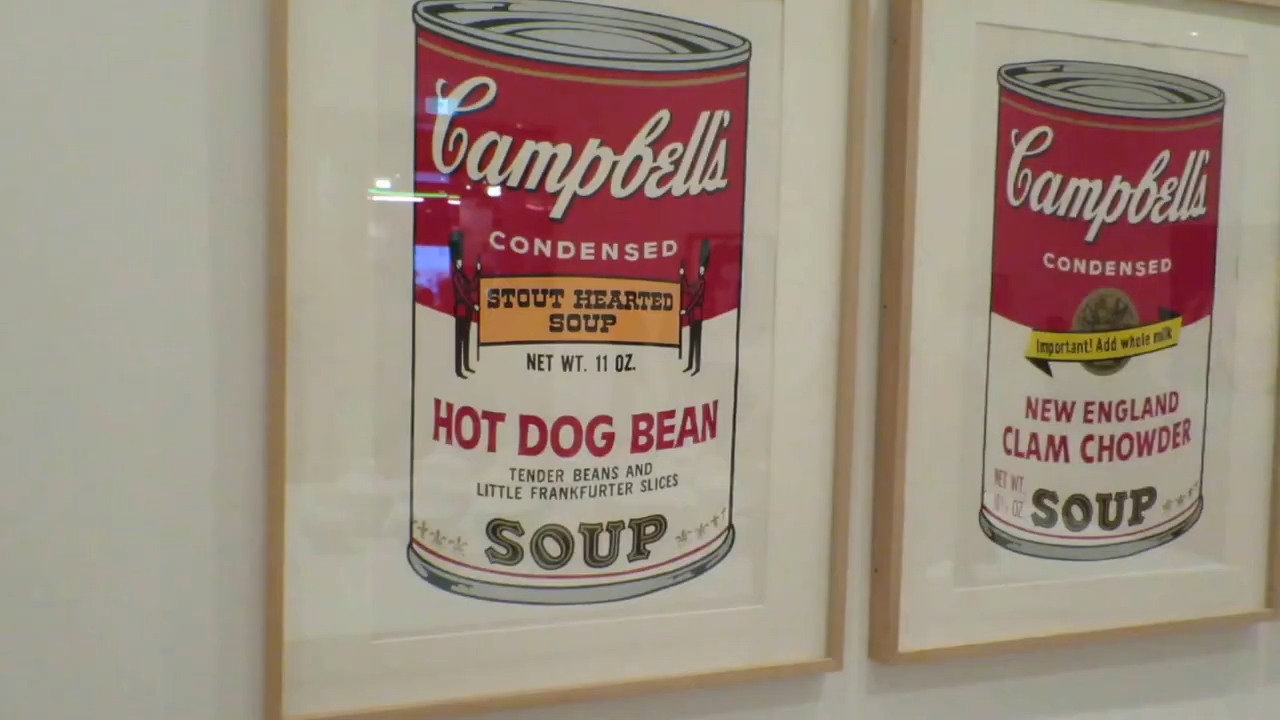 Campbell's
CONDENSED
STOUT HEARTED
SOUP
NET WT. 11 OZ.
HOT DOG BEAN
TENDER BEANS AND
LITTLE FRANKFURTER SLICES
SOUP
Campbell's
CONDENSED
Important! Add whole milk
NEW ENGLAND
CLAM CHOWDER
NET WT.
OZ.
SOUP